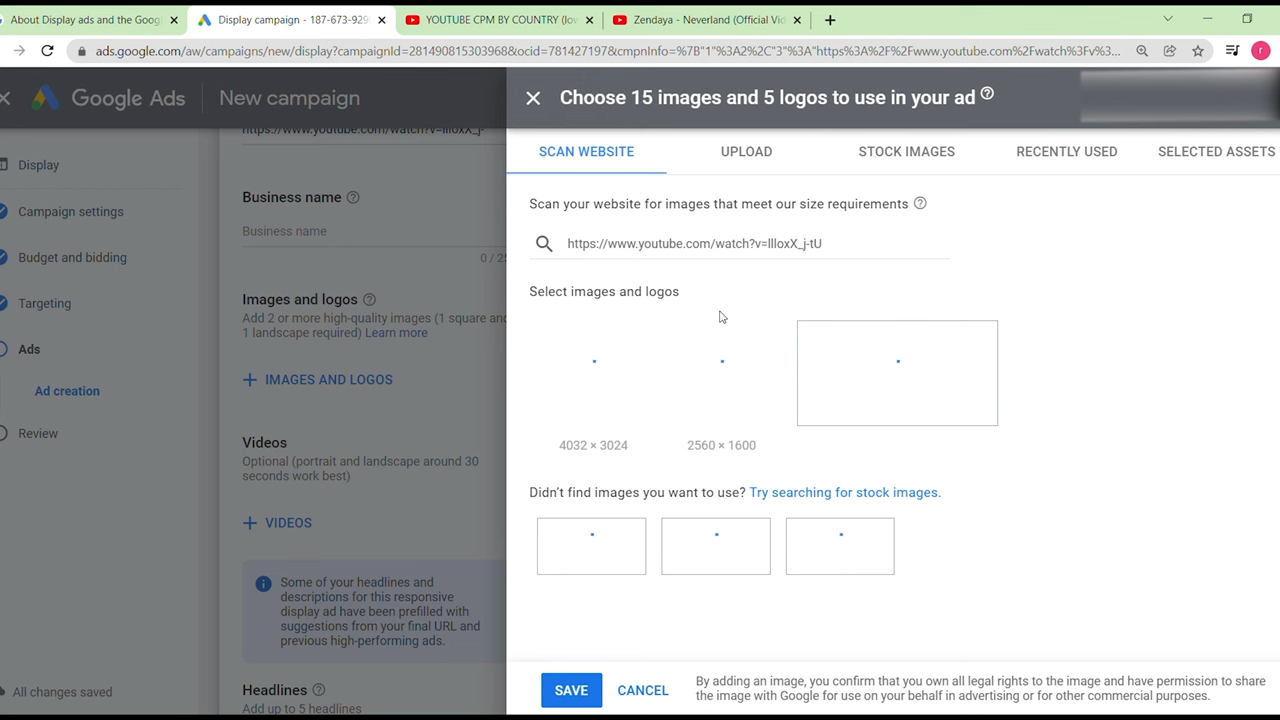 About Display ads and the Googl
Display campaign - 187-673-929
YOUTUBE CPM BY COUNTRY (low
Zendaya - Neverland (Official Vid
ads.google.com/aw/campaigns/new/display?campaignId=281490815303968&ocid=781427197&cmpnInfo=%7B"1"%3A2%2C"3"%3A"https%3A%2F%2Fwww.youtube.com%2Fwatch%3Fv%3...
r
Google Ads
New campaign
Choose 15 images and 5 logos to use in your ad
SCAN WEBSITE
UPLOAD
STOCK IMAGES
RECENTLY USED
SELECTED ASSETS
Display
Campaign settings
Budget and bidding
Targeting
Ads
Ad creation
Review
All changes saved
https://www.youtube.com/watch?v=lIloxX_j-
Business name
Business name
0 / 25
Images and logos
Add 2 or more high-quality images (1 square and
1 landscape required) Learn more
IMAGES AND LOGOS
Videos
Optional (portrait and landscape around 30
seconds work best)
VIDEOS
Some of your headlines and
descriptions for this responsive
display ad have been prefilled with
suggestions from your final URL and
previous high-performing ads.
Headlines
Add up to 5 headlines
Scan your website for images that meet our size requirements
https://www.youtube.com/watch?v=lIloxX_j-tU
Select images and logos
4032 × 3024
2560 × 1600
Didn't find images you want to use? Try searching for stock images.
SAVE
CANCEL
By adding an image, you confirm that you own all legal rights to the image and have permission to share
the image with Google for use on your behalf in advertising or for other commercial purposes.